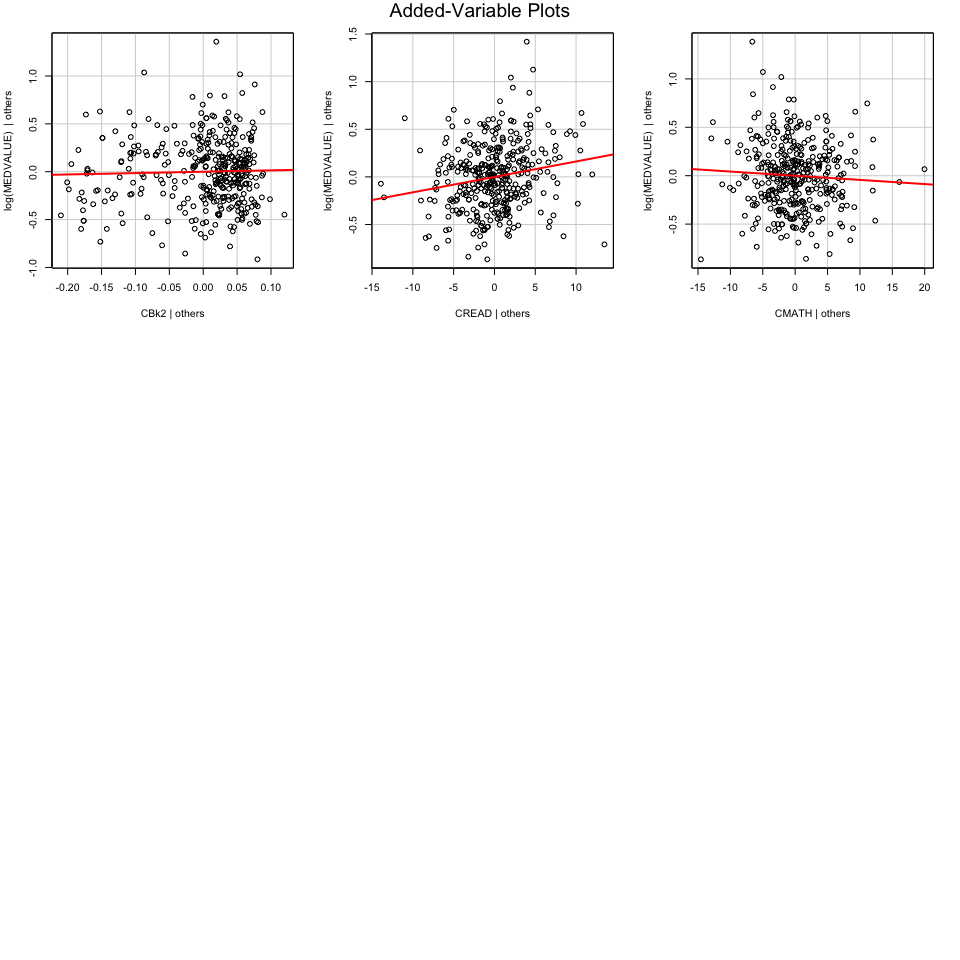 Added-Variable Plots
log(MEDVALUE) | others
1.0
0.5
0.0
-0.5
-1.0
-0.20 -0.15 -0.10 -0.05 0.00 0.05 0.10
CBk2 | others
log(MEDVALUE) | others
1.5
1.0
0.5
0.0
-0.5
-15 -10 -5 0 5 10
CREAD | others
log(MEDVALUE) | others
1.0
0.5
0.0
-0.5
-15 -10 -5 0 5 10 15 20
CMATH | others